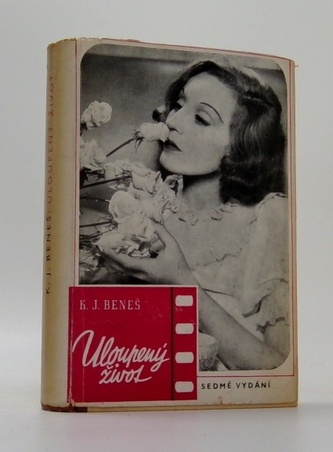 K. J. BENEŠ ULOUPENÝ ŽIVOT
K. J. BENEŠ
Uloupený
život
SEDMÉ VYDÁNÍ